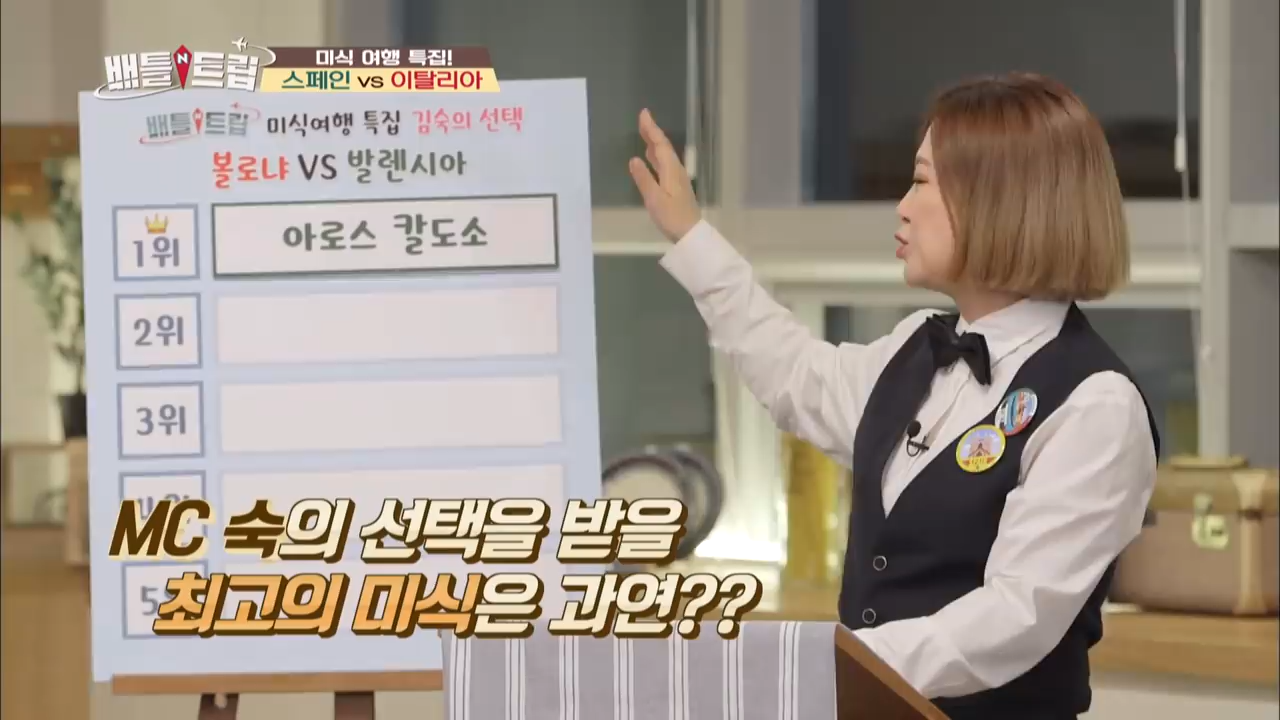 배틀트립
미식 여행 특집!
스페인 vs 이탈리아
배틀트립 미식여행 특집 김숙의 선택
볼로냐 VS 발렌시아
1위 아로스 칼도소
2위
3위
MC 숙의 선택을 받을
최고의 미식은 과연??